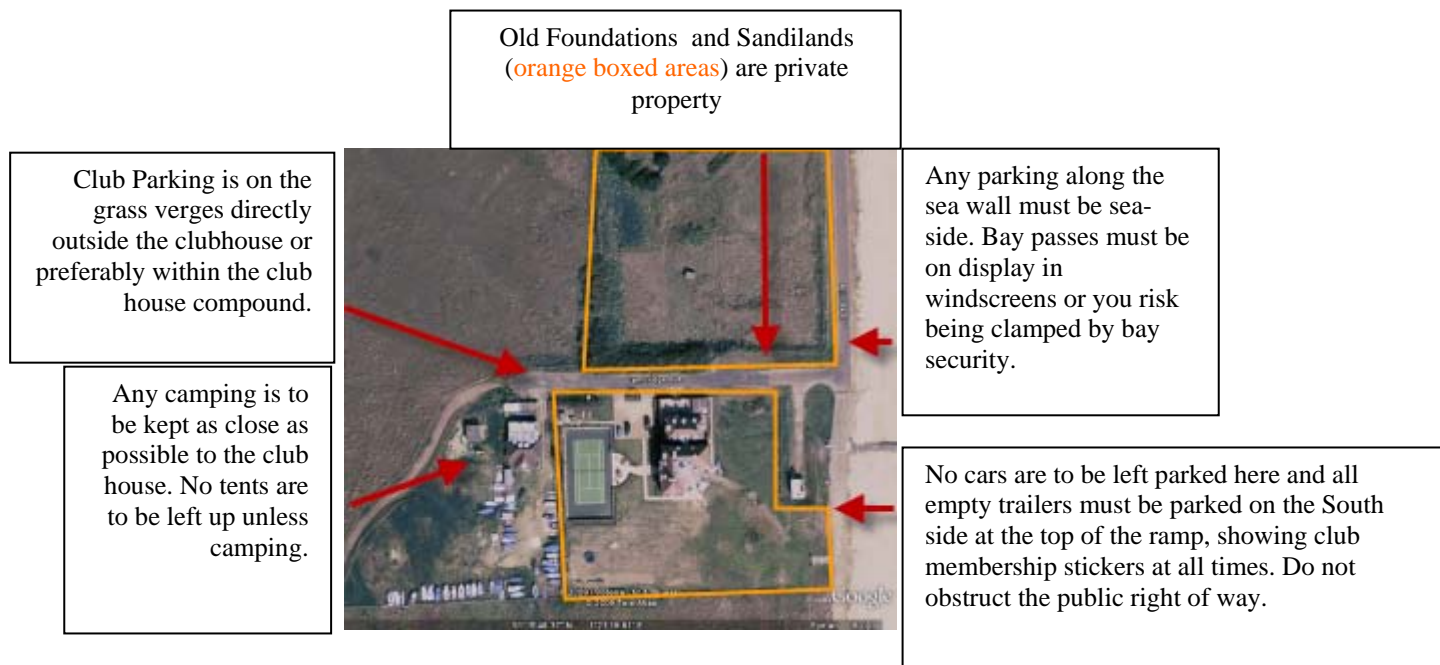 Old Foundations and Sandilands
(orange boxed areas) are private
property
Club Parking is on the
grass verges directly
outside the clubhouse or
preferably within the club
house compound.
Any parking along the
sea wall must be sea-
side. Bay passes must be
on display in
windscreens or you risk
being clamped by bay
security.
Any camping is to
be kept as close as
possible to the club
house. No tents are
to be left up unless
camping.
No cars are to be left parked here and all
empty trailers must be parked on the South
side at the top of the ramp, showing club
membership stickers at all times. Do not
obstruct the public right of way.
Google